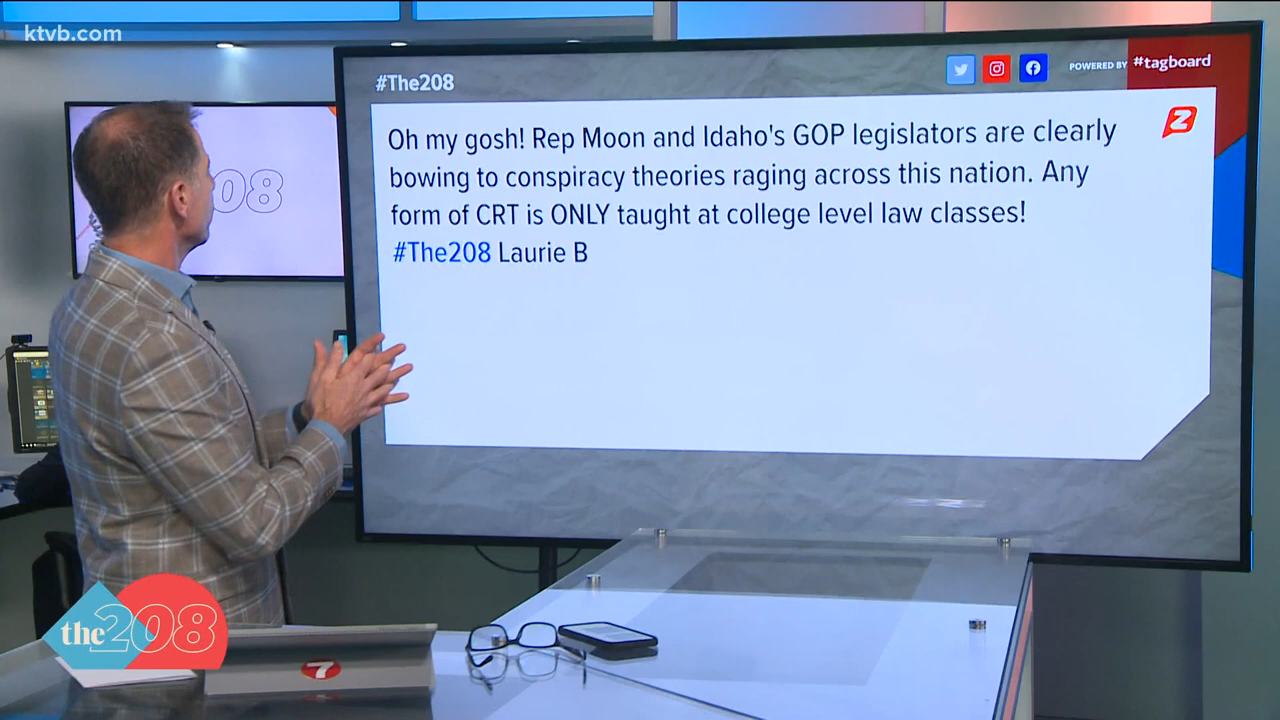 ktvb.com
#The208
POWERED BY #tagboard
Oh my gosh! Rep Moon and Idaho's GOP legislators are clearly
bowing to conspiracy theories raging across this nation. Any
form of CRT is ONLY taught at college level law classes!
#The208 Laurie B
08
the 208
7